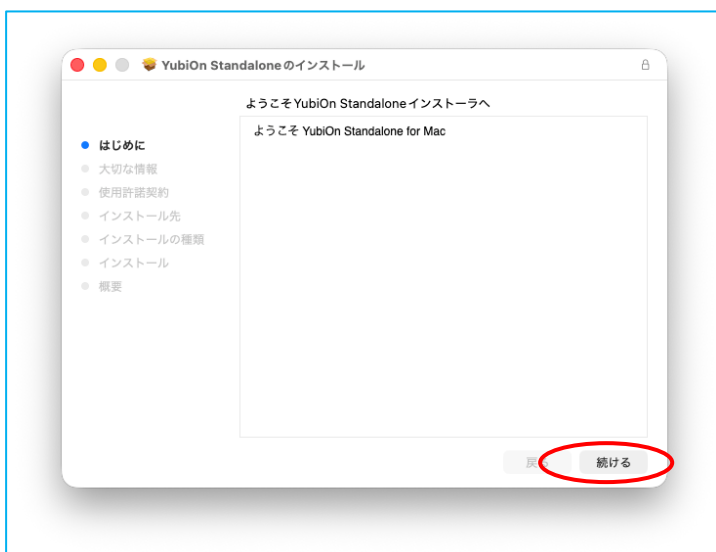 YubiOn Standaloneのインストール
ようこそYubiOn Standaloneインストーラへ
ようこそ YubiOn Standalone for Mac
はじめに
大切な情報
使用許諾契約
インストール先
インストールの種類
インストール
概要
戻る
続ける